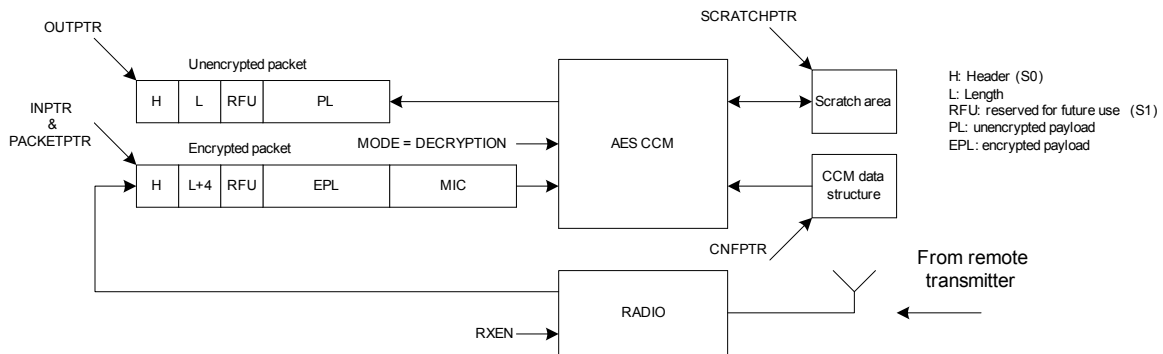 SCRATCHPTR
OUTPTR
Unencrypted packet
H L RFU PL
Scratch area
H: Header (S0)
L: Length
RFU: reserved for future use (S1)
PL: unencrypted payload
EPL: encrypted payload
INPTR
&
PACKETPTR
MODE = DECRYPTION
AES CCM
Encrypted packet
H L+4 RFU EPL MIC
CCM data
structure
CNFPTR
From remote
transmitter
RADIO
RXEN